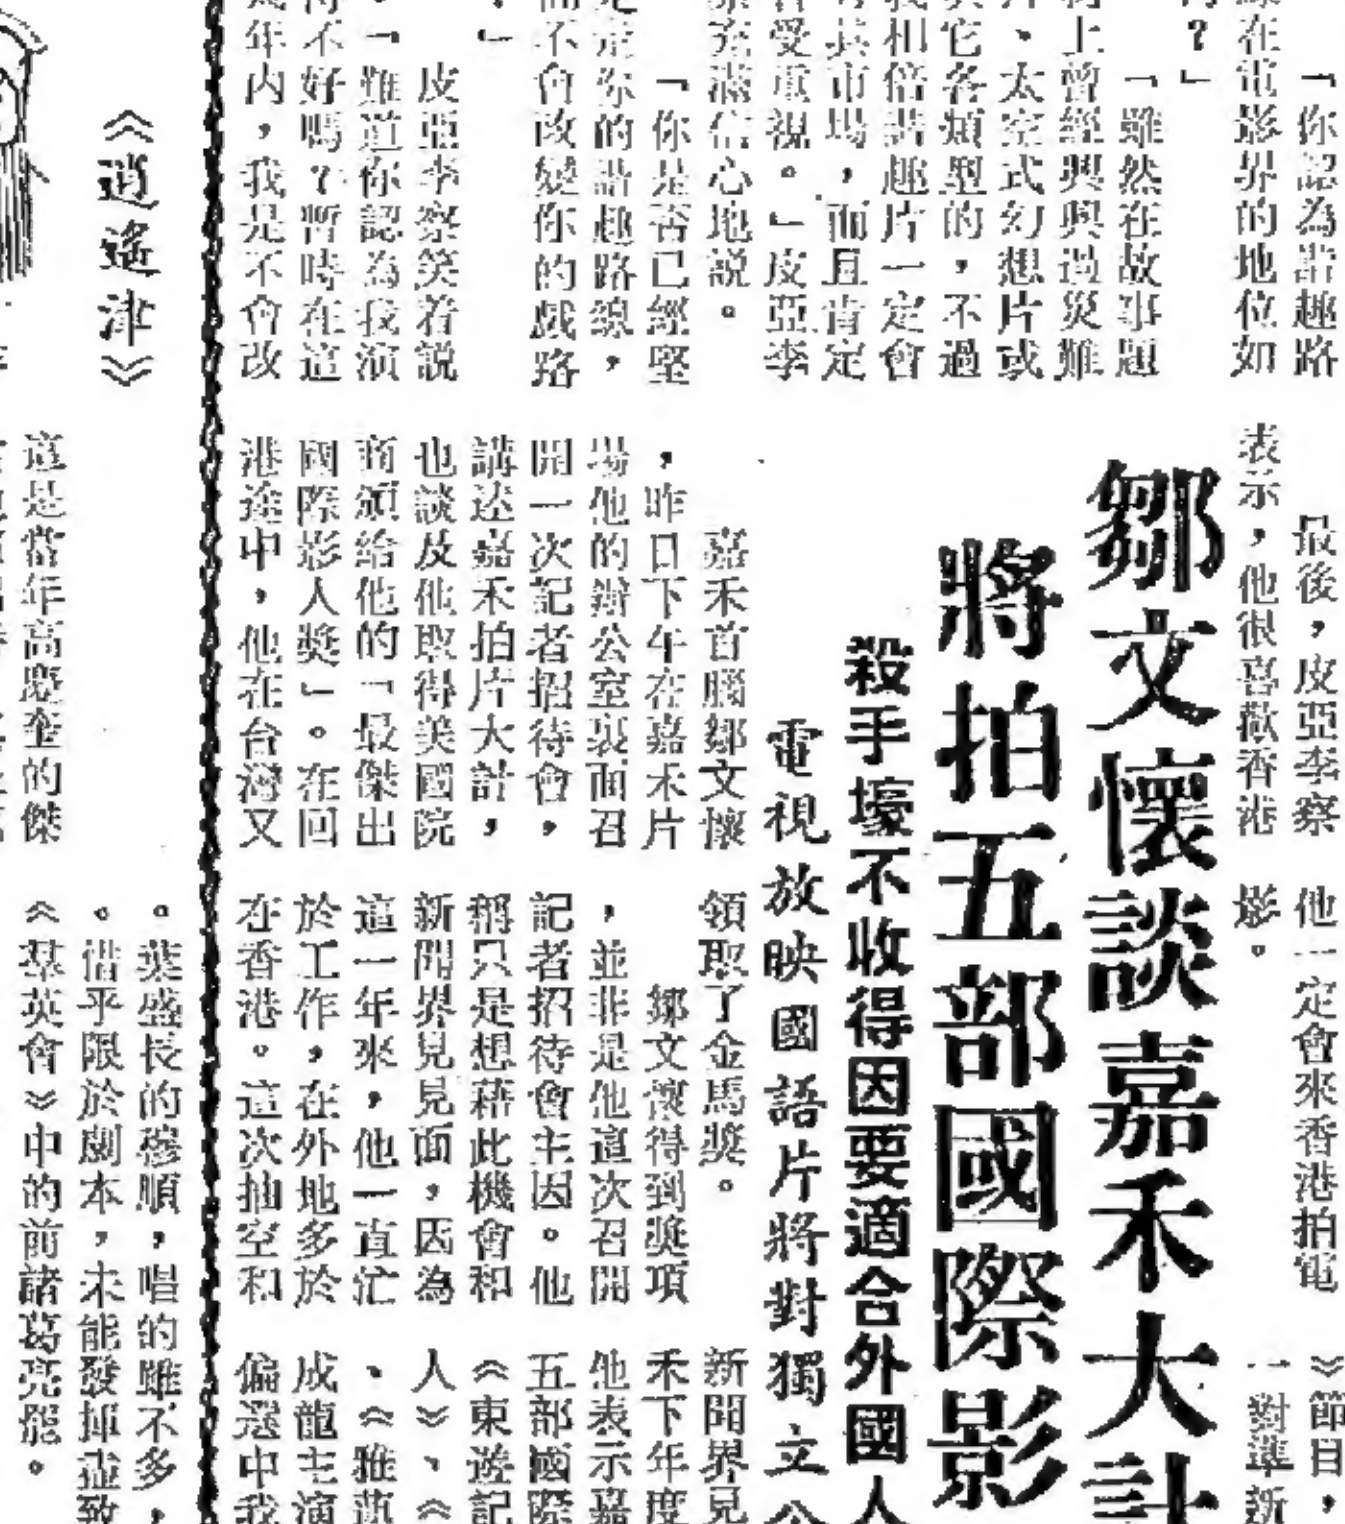 「你認為諧趣路
線在電影界的地位如
何？」
「雖然在故事題
材上曾經興興過災難
片、太空式幻想片或
其它各類型的，不過
我相信諧趣片一定會
有其市場，而且肯定
會受重視。」皮亞李
察充滿信心地說。
「你是否已經堅
定走你的諧趣路線，
而不會改變你的戲路
」
皮亞李察笑着說
，「難道你認為我演
得不好嗎？暫時在這
幾年內，我是不會改
最後，皮亞李察
表示，他很喜歡香港
他一定會來香港拍電
影。
》節目，
一對準新
鄒文懷談嘉禾大計
將拍五部國際影
殺手壕不收得因要適合外國人
電視放映國語片將對獨立公
嘉禾首腦鄒文懷
，昨日下午在嘉禾片
場他的辦公室裏面召
開一次記者招待會，
講述嘉禾拍片大計，
也談及他取得美國院
商頒給他的「最傑出
國際影人獎」。在回
港途中，他在台灣又
領取了金馬獎。
鄒文懷得到獎項
，並非是他這次召開
記者招待會主因。他
稱只是想藉此機會和
新聞界見見面，因為
這一年來，他一直忙
於工作，在外地多於
在香港。這次抽空和
新聞界見
禾下年度
他表示嘉
五部國際
《東遊記
人》、《
、《雅
成龍主演
偏選中我
《逍遙津》
這是當年高慶奎的傑
。葉盛長的穆順，唱的雖不多，
。惜乎限於劇本，未能發揮盡致
《羣英會》中的前諸葛亮罷。